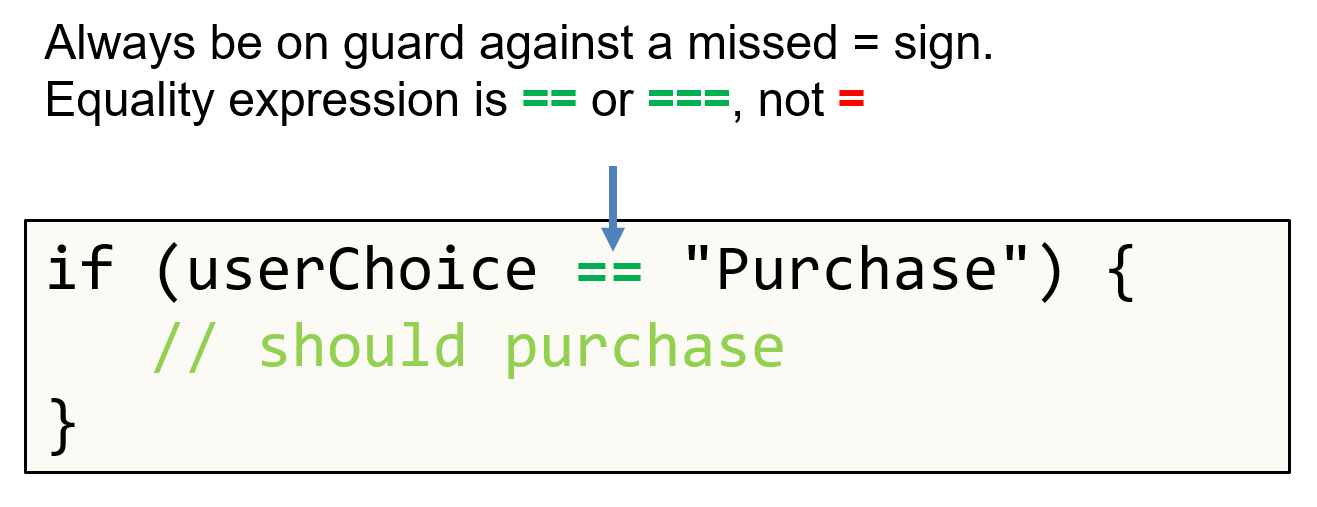 Always be on guard against a missed = sign.
Equality expression is == or ===, not =
if (userChoice == "Purchase") {
   // should purchase
}